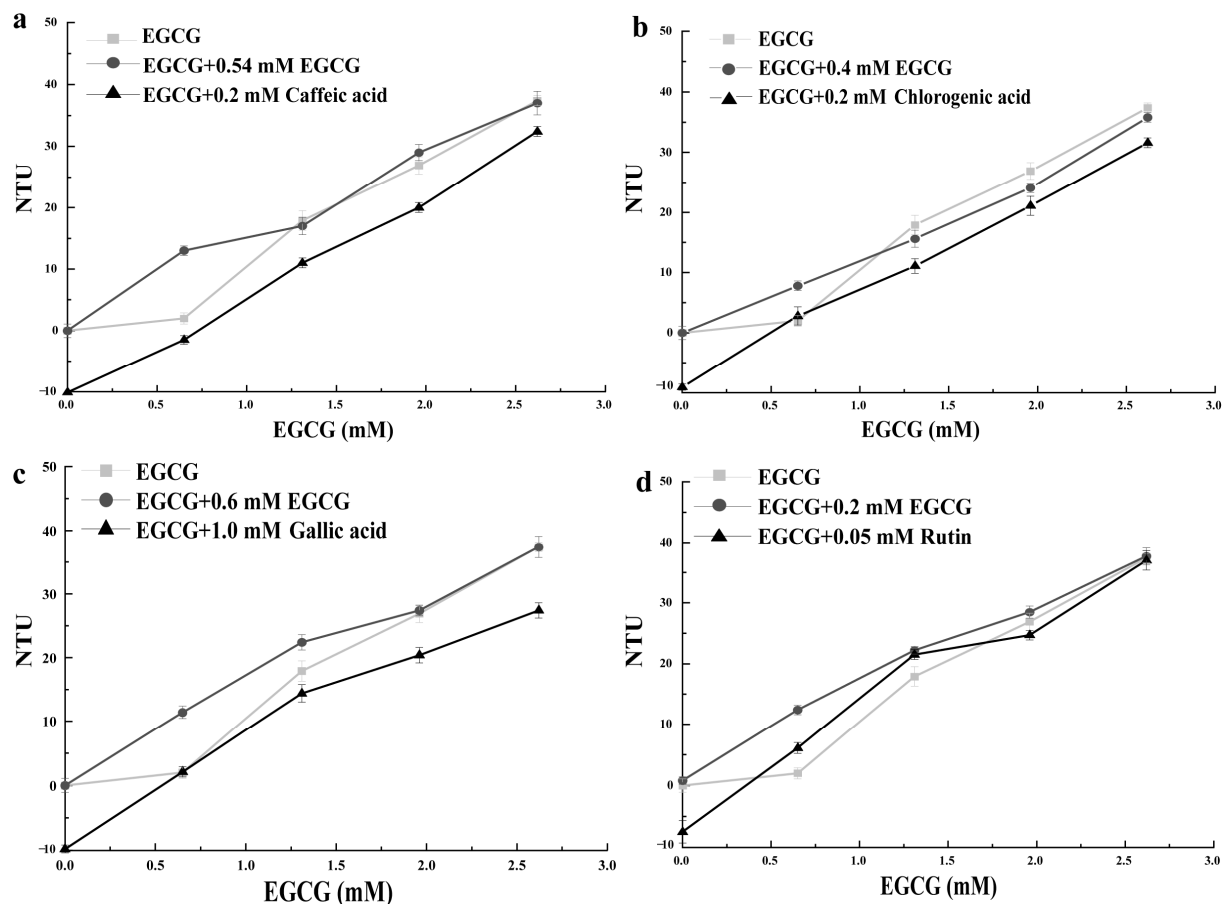 a
EGCG
EGCG+0.54 mM EGCG
EGCG+0.2 mM Caffeic acid
50
40
30
20
10
0
−10
NTU
0.0 0.5 1.0 1.5 2.0 2.5 3.0
EGCG (mM)
b
EGCG
EGCG+0.4 mM EGCG
EGCG+0.2 mM Chlorogenic acid
50
40
30
20
10
0
−10
NTU
0.0 0.5 1.0 1.5 2.0 2.5 3.0
EGCG (mM)
c
EGCG
EGCG+0.6 mM EGCG
EGCG+1.0 mM Gallic acid
50
40
30
20
10
0
−10
NTU
0.0 0.5 1.0 1.5 2.0 2.5 3.0
EGCG (mM)
d
EGCG
EGCG+0.2 mM EGCG
EGCG+0.05 mM Rutin
50
40
30
20
10
0
−10
NTU
0.0 0.5 1.0 1.5 2.0 2.5 3.0
EGCG (mM)